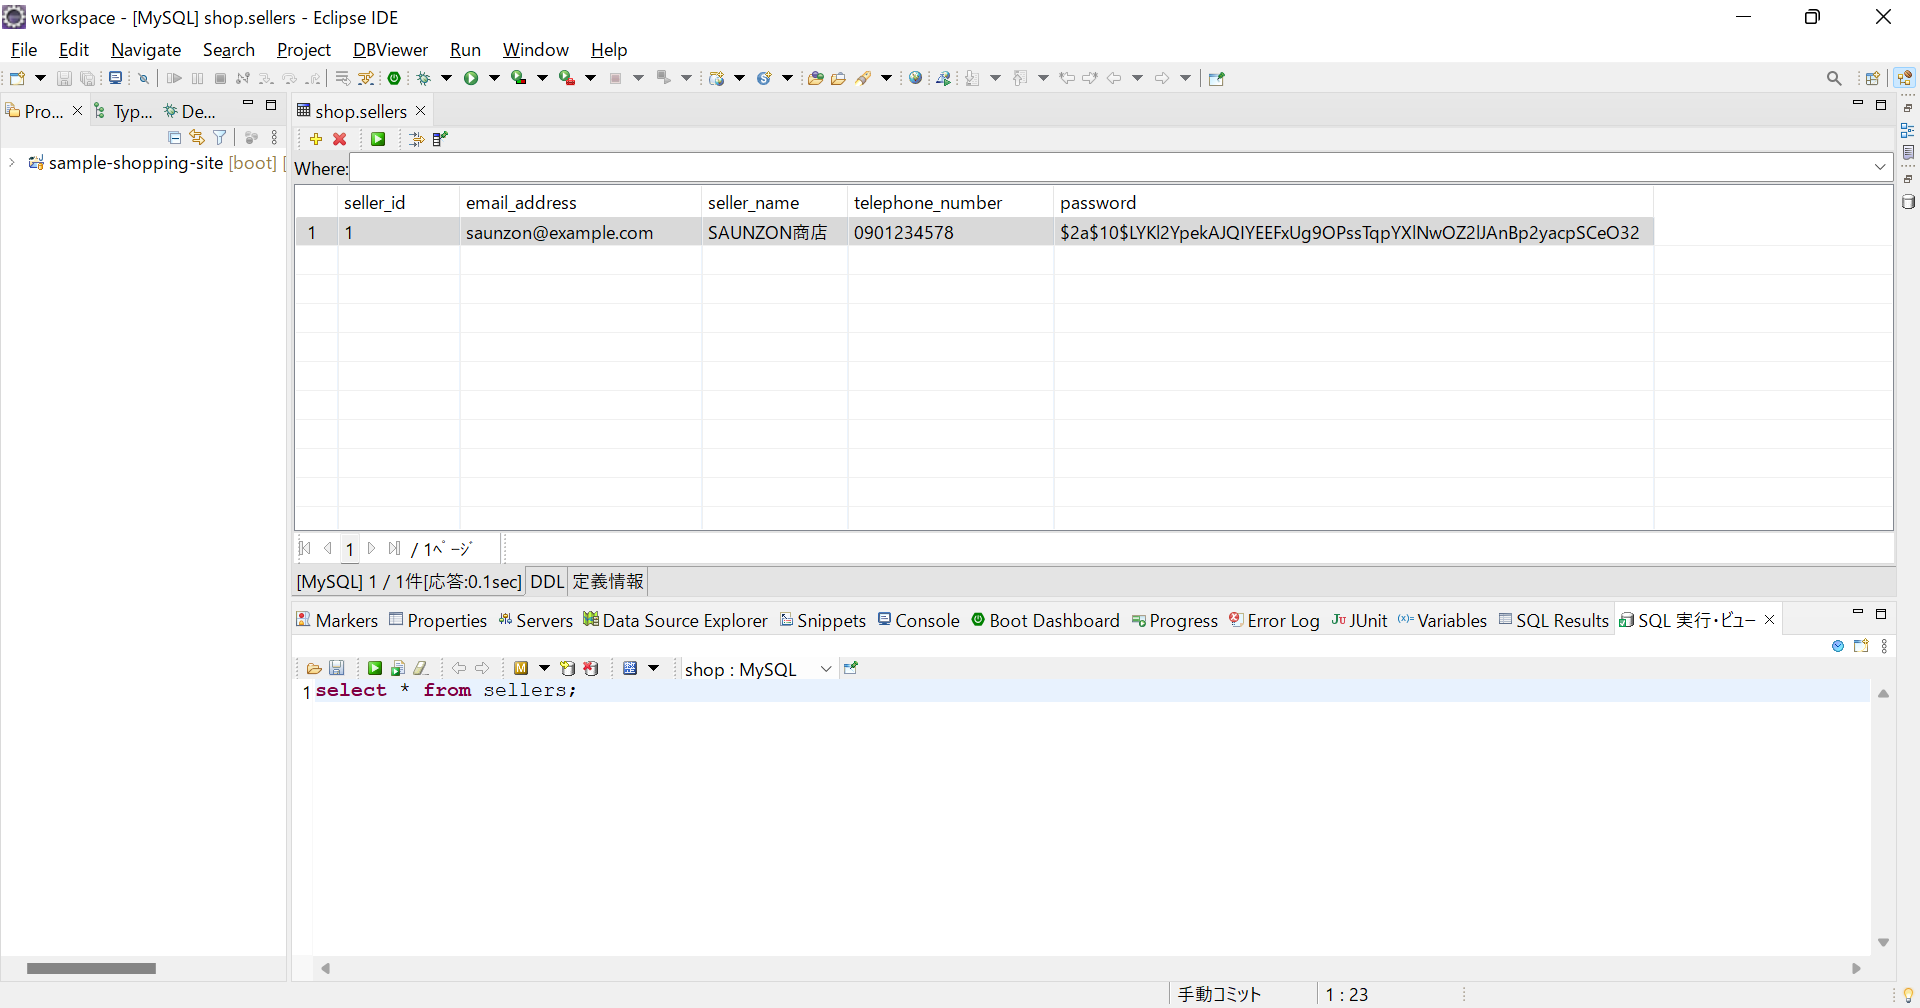 workspace - [MySQL] shop.sellers - Eclipse IDE
File Edit Navigate Search Project DBViewer Run Window Help
Pro... Typ... De... shop.sellers
sample-shopping-site [boot] [
Where:
seller_id email_address seller_name telephone_number password
1 1 saunzon@example.com SAUNZON商店 0901234578 $2a$10$LYKl2YpekAJQIYEEFxUg9OPssTqpYXlNwOZ2lJAnBp2yacpSCeO32
1 / 1ﾍﾟｰｼﾞ
[MySQL] 1 / 1件[応答:0.1sec] DDL 定義情報
Markers Properties Servers Data Source Explorer Snippets Console Boot Dashboard Progress Error Log JUnit Variables SQL Results SQL 実行・ビュー
shop : MySQL
1 select * from sellers;
手動コミット 1 : 23